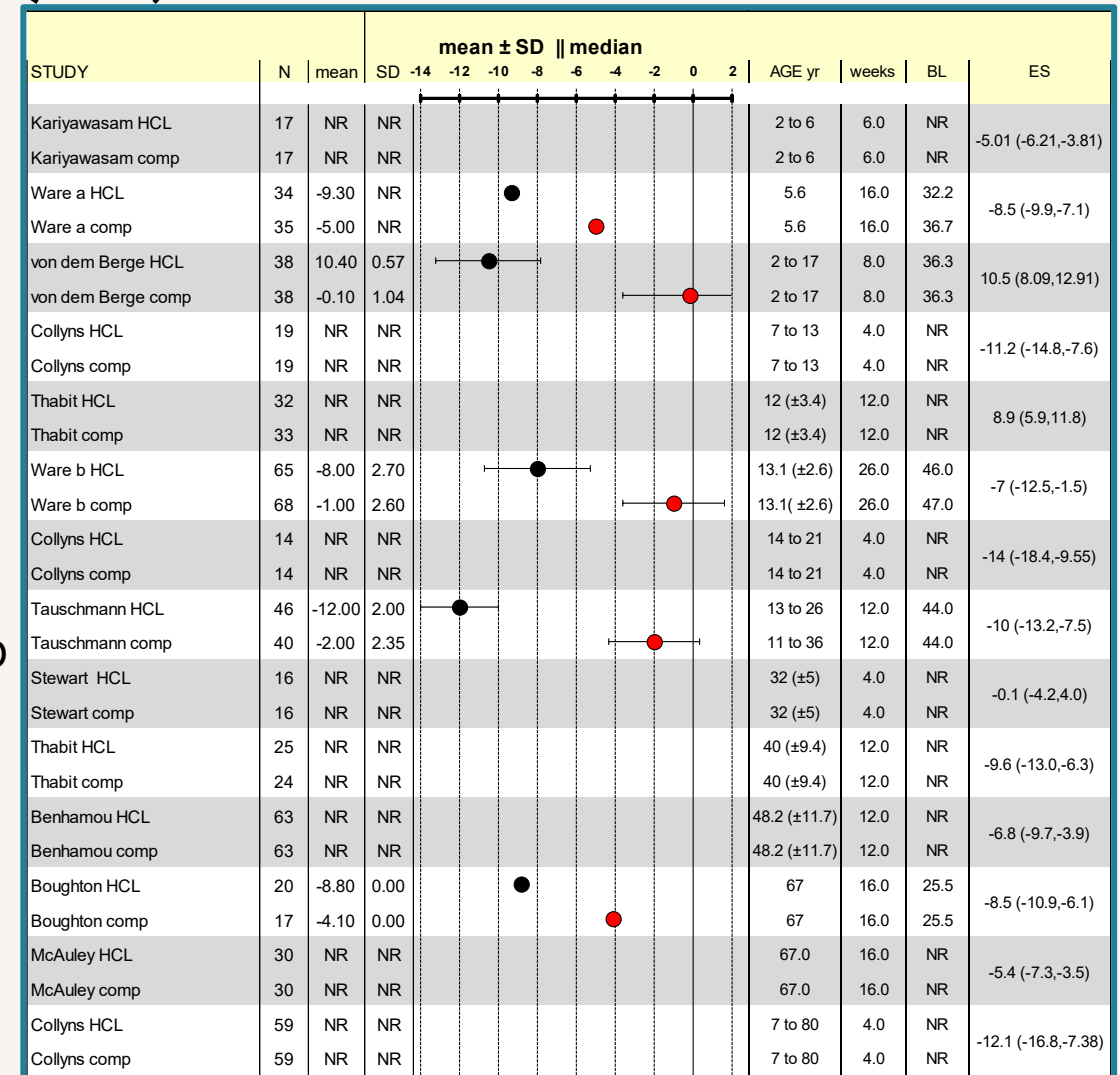 mean ± SD || median
STUDY N mean SD -14 -12 -10 -8 -6 -4 -2 0 2 AGE yr weeks BL ES
Kariyawasam HCL 17 NR NR 2 to 6 6.0 NR
-5.01 (-6.21,-3.81)
Kariyawasam comp 17 NR NR 2 to 6 6.0 NR
Ware a HCL 34 -9.30 NR 5.6 16.0 32.2
-8.5 (-9.9,-7.1)
Ware a comp 35 -5.00 NR 5.6 16.0 36.7
von dem Berge HCL 38 10.40 0.57 2 to 17 8.0 36.3
10.5 (8.09,12.91)
von dem Berge comp 38 -0.10 1.04 2 to 17 8.0 36.3
Collyns HCL 19 NR NR 7 to 13 4.0 NR
-11.2 (-14.8,-7.6)
Collyns comp 19 NR NR 7 to 13 4.0 NR
Thabit HCL 32 NR NR 12 (±3.4) 12.0 NR
8.9 (5.9,11.8)
Thabit comp 33 NR NR 12 (±3.4) 12.0 NR
Ware b HCL 65 -8.00 2.70 13.1 (±2.6) 26.0 46.0
-7 (-12.5,-1.5)
Ware b comp 68 -1.00 2.60 13.1( ±2.6) 26.0 47.0
Collyns HCL 14 NR NR 14 to 21 4.0 NR
-14 (-18.4,-9.55)
Collyns comp 14 NR NR 14 to 21 4.0 NR
Tauschmann HCL 46 -12.00 2.00 13 to 26 12.0 44.0
-10 (-13.2,-7.5)
Tauschmann comp 40 -2.00 2.35 11 to 36 12.0 44.0
Stewart HCL 16 NR NR 32 (±5) 4.0 NR
-0.1 (-4.2,4.0)
Stewart comp 16 NR NR 32 (±5) 4.0 NR
Thabit HCL 25 NR NR 40 (±9.4) 12.0 NR
-9.6 (-13.0,-6.3)
Thabit comp 24 NR NR 40 (±9.4) 12.0 NR
Benhamou HCL 63 NR NR 48.2 (±11.7) 12.0 NR
-6.8 (-9.7,-3.9)
Benhamou comp 63 NR NR 48.2 (±11.7) 12.0 NR
Boughton HCL 20 -8.80 0.00 67 16.0 25.5
-8.5 (-10.9,-6.1)
Boughton comp 17 -4.10 0.00 67 16.0 25.5
McAuley HCL 30 NR NR 67.0 16.0 NR
-5.4 (-7.3,-3.5)
McAuley comp 30 NR NR 67.0 16.0 NR
Collyns HCL 59 NR NR 7 to 80 4.0 NR
-12.1 (-16.8,-7.38)
Collyns comp 59 NR NR 7 to 80 4.0 NR